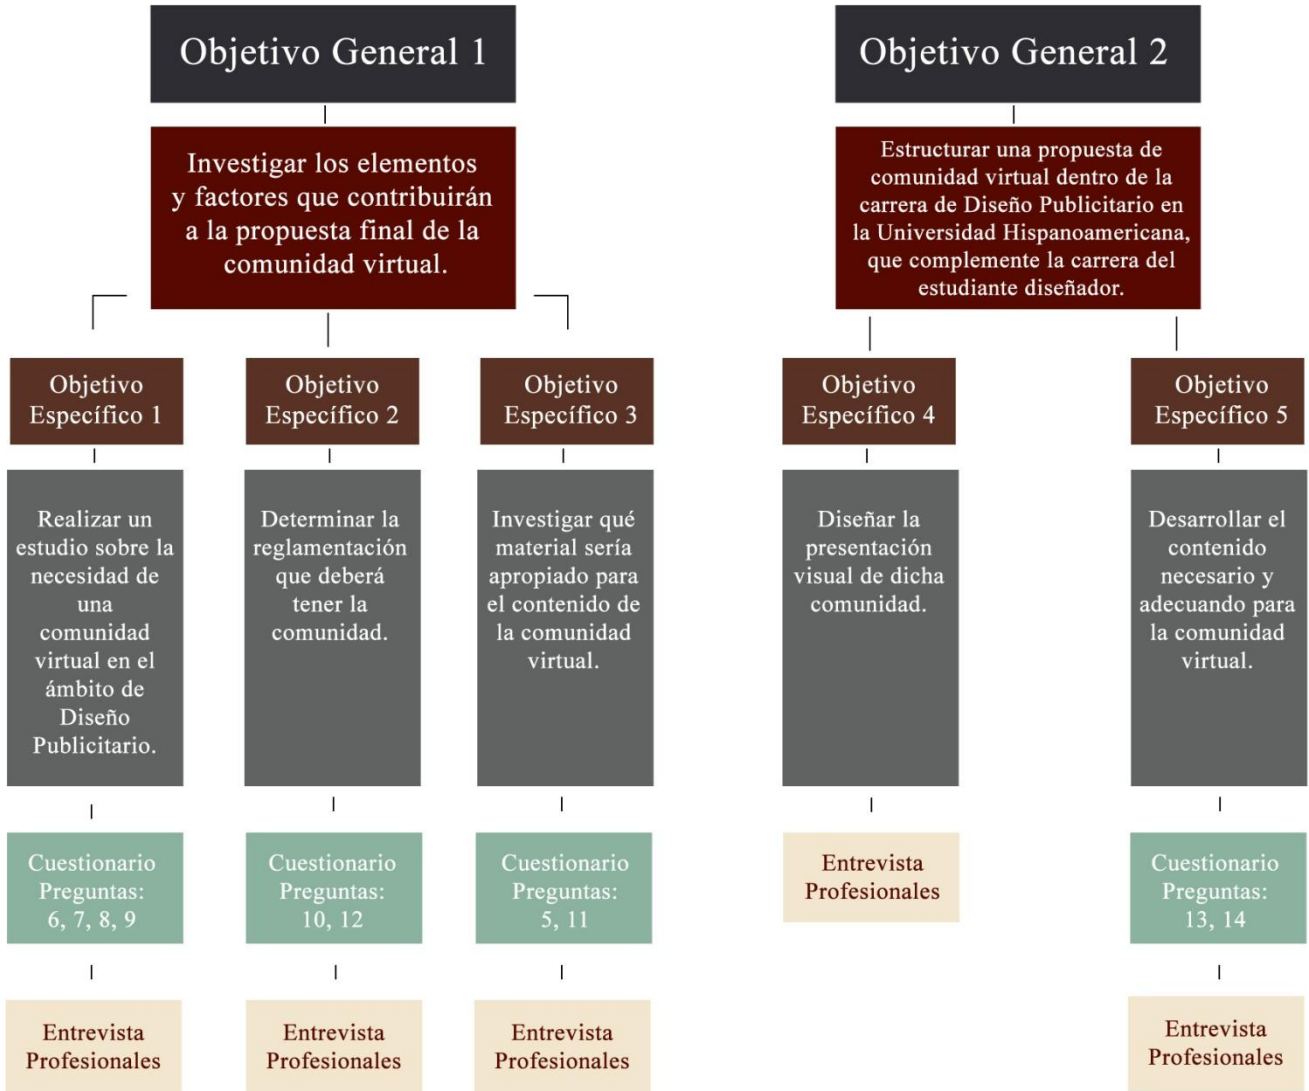 Objetivo General 1
Investigar los elementos
y factores que contribuirán
a la propuesta final de la
comunidad virtual.
Objetivo
Específico 1
Realizar un
estudio sobre la
necesidad de
una
comunidad
virtual en el
ámbito de
Diseño
Publicitario.
Cuestionario
Preguntas:
6, 7, 8, 9
Entrevista
Profesionales
Objetivo
Específico 2
Determinar la
reglamentación
que deberá
tener la
comunidad.
Cuestionario
Preguntas:
10, 12
Entrevista
Profesionales
Objetivo
Específico 3
Investigar qué
material sería
apropiado para
el contenido de
la comunidad
virtual.
Cuestionario
Preguntas:
5, 11
Entrevista
Profesionales
Objetivo General 2
Estructurar una propuesta de
comunidad virtual dentro de la
carrera de Diseño Publicitario en
la Universidad Hispanoamericana,
que complemente la carrera del
estudiante diseñador.
Objetivo
Específico 4
Diseñar la
presentación
visual de dicha
comunidad.
Entrevista
Profesionales
Objetivo
Específico 5
Desarrollar el
contenido
necesario y
adecuando para
la comunidad
virtual.
Cuestionario
Preguntas:
13, 14
Entrevista
Profesionales